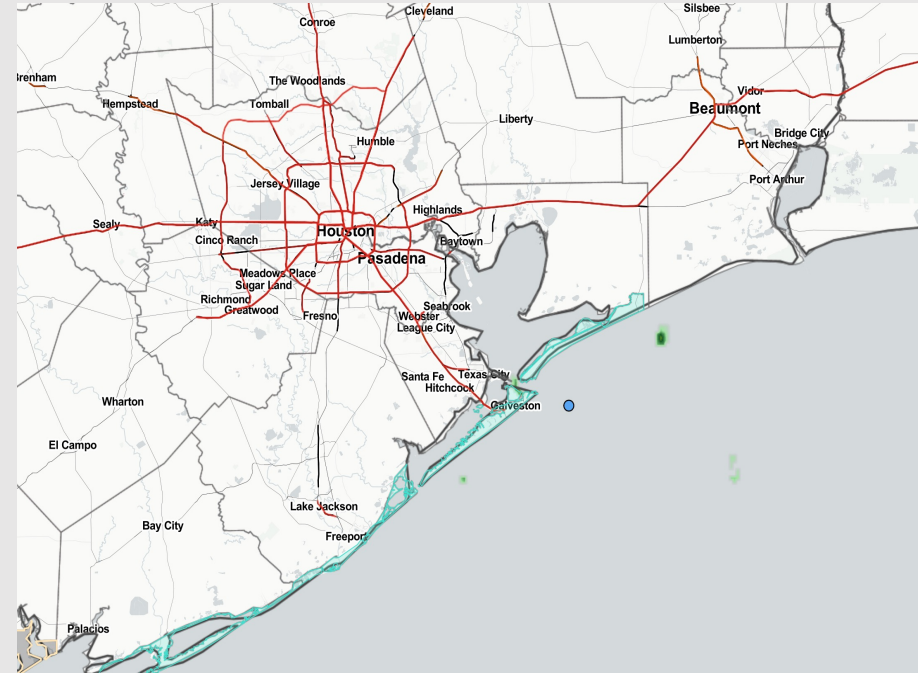 Cleveland
Silsbee
Conroe
Lumberton
The Woodlands
Vidor
Hempstead
Tomball
Beaumont
Liberty
Bridge City
Humble
Port Neches
Port Arthur
Jersey Village
Highlands
Sealy
Katy
Houston
Cinco Ranch
Baytown
Pasadena
Meadows Place
Sugar Land
Richmond
Greatwood
Seabrook
Fresno
Webster
League City
Santa Fe
Texas City
Hitchcock
Wharton
Galveston
El Campo
Lake Jackson
Bay City
Freeport
Palacios